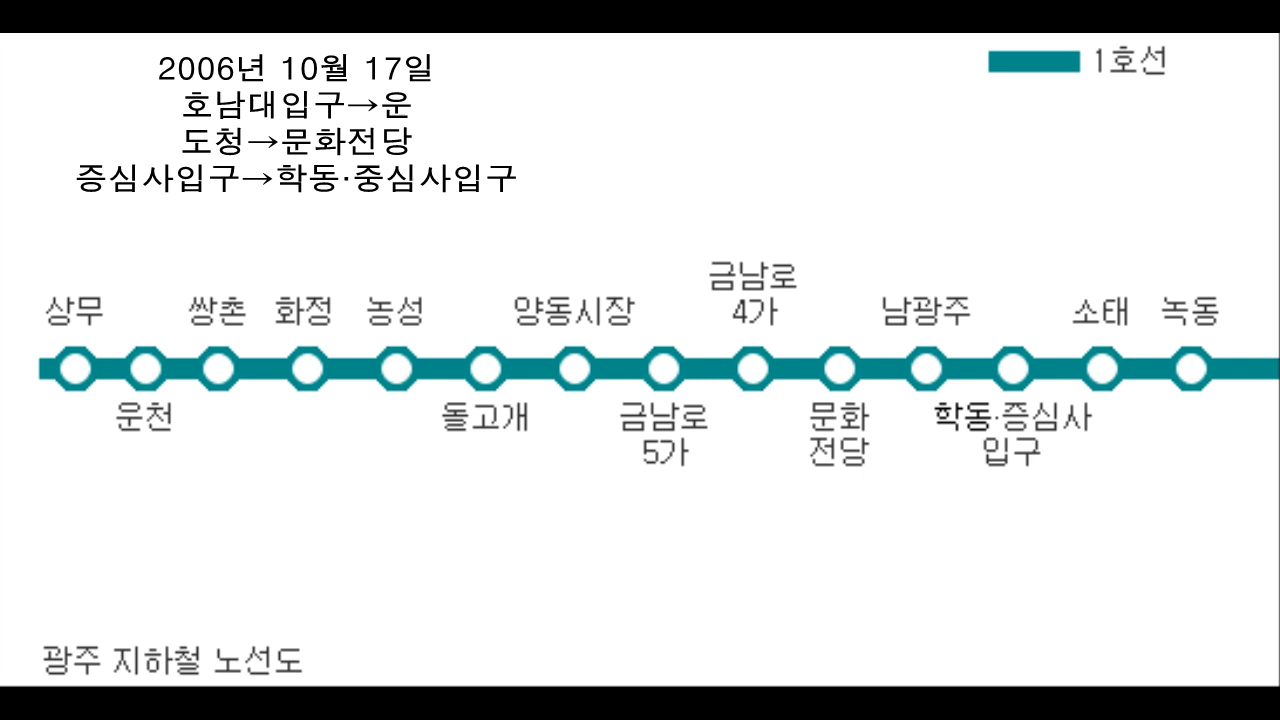 2006년 10월 17일
호남대입구→운
도청→문화전당
증심사입구→학동·중심사입구
1호선
상무
운천
쌍촌
화정
농성
돌고개
양동시장
금남로
5가
금남로
4가
문화
전당
남광주
학동·증심사
입구
소태
녹동
광주 지하철 노선도